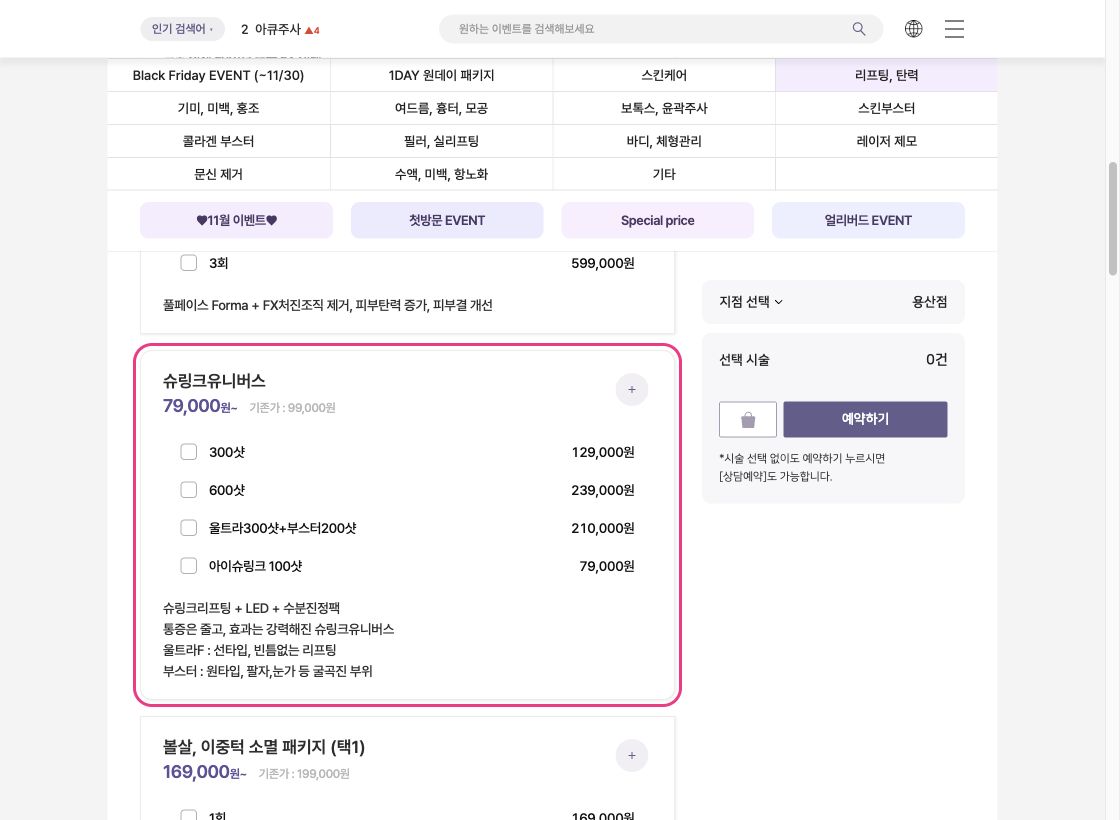 인기 검색어 · 2 아큐주사 ▲4 원하는 이벤트를 검색해보세요
Black Friday EVENT (~11/30) 1DAY 원데이 패키지 스킨케어 리프팅, 탄력
기미, 미백, 홍조 여드름, 흉터, 모공 보톡스, 윤곽주사 스킨부스터
콜라겐 부스터 필러, 실리프팅 바디, 체형관리 레이저 제모
문신 제거 수액, 미백, 항노화 기타
♥11월 이벤트♥ 첫방문 EVENT Special price 얼리버드 EVENT
3회 599,000원
풀페이스 Forma + FX처진조직 제거, 피부탄력 증가, 피부결 개선
슈링크유니버스
79,000원~ 기존가 : 99,000원
+
300샷 129,000원
600샷 239,000원
울트라300샷+부스터200샷 210,000원
아이슈링크 100샷 79,000원
슈링크리프팅 + LED + 수분진정팩
통증은 줄고, 효과는 강력해진 슈링크유니버스
울트라F : 선타입, 빈틈없는 리프팅
부스터 : 원타입, 팔자,눈가 등 굴곡진 부위
볼살, 이중턱 소멸 패키지 (택1)
169,000원~ 기존가 : 199,000원
+
1회 169,000원
지점 선택 용산점
선택 시술 0건
예약하기
*시술 선택 없이도 예약하기 누르시면
[상담예약]도 가능합니다.